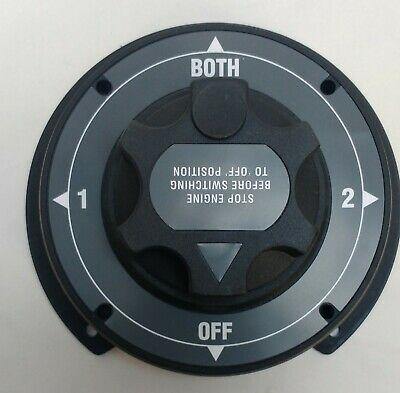 BOTH
1
2
STOP ENGINE
BEFORE SWITCHING
TO 'OFF' POSITION
OFF